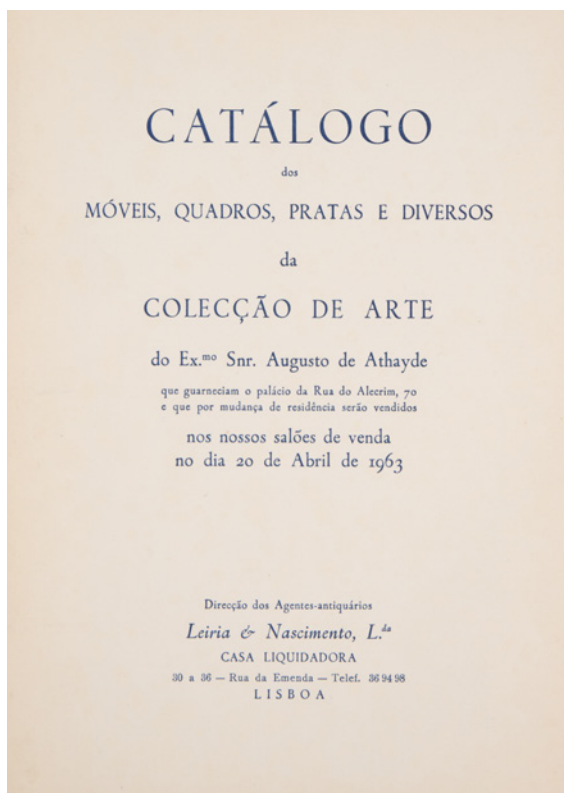 CATÁLOGO
dos
MÓVEIS, QUADROS, PRATAS E DIVERSOS
da
COLECÇÃO DE ARTE
do Ex.mo Snr. Augusto de Athayde
que guarneciam o palácio da Rua do Alecrim, 70
e que por mudança de residência serão vendidos
nos nossos salões de venda
no dia 20 de Abril de 1963
Direcção dos Agentes-antiquários
Leiria & Nascimento, L.da
CASA LIQUIDADORA
30 a 36 — Rua da Emenda — Telef. 36 94 98
LISBOA